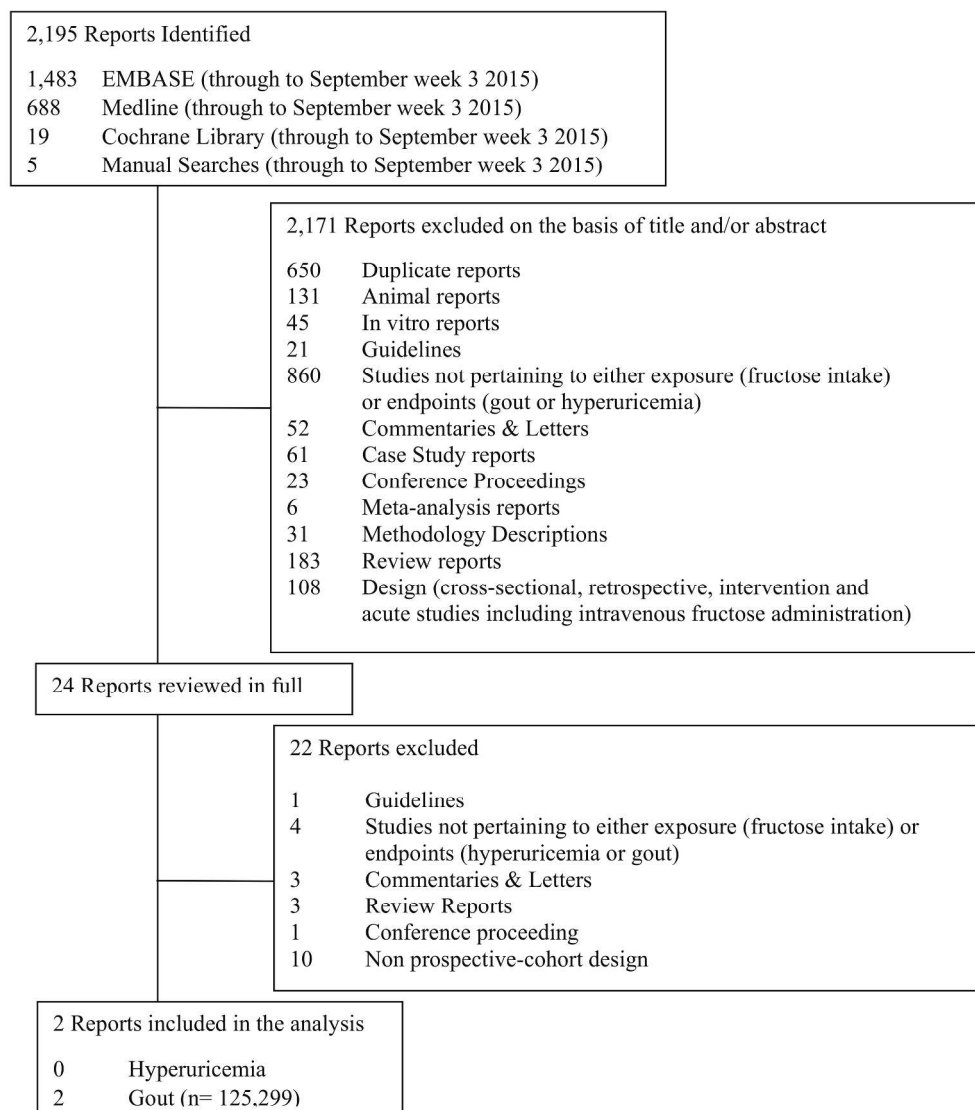 2,195 Reports Identified
1,483 EMBASE (through to September week 3 2015)
688 Medline (through to September week 3 2015)
19 Cochrane Library (through to September week 3 2015)
5 Manual Searches (through to September week 3 2015)
2,171 Reports excluded on the basis of title and/or abstract
650 Duplicate reports
131 Animal reports
45 In vitro reports
21 Guidelines
860 Studies not pertaining to either exposure (fructose intake)
or endpoints (gout or hyperuricemia)
52 Commentaries & Letters
61 Case Study reports
23 Conference Proceedings
6 Meta-analysis reports
31 Methodology Descriptions
183 Review reports
108 Design (cross-sectional, retrospective, intervention and
acute studies including intravenous fructose administration)
24 Reports reviewed in full
22 Reports excluded
1 Guidelines
4 Studies not pertaining to either exposure (fructose intake) or
endpoints (hyperuricemia or gout)
3 Commentaries & Letters
3 Review Reports
1 Conference proceeding
10 Non prospective-cohort design
2 Reports included in the analysis
0 Hyperuricemia
2 Gout (n= 125,299)